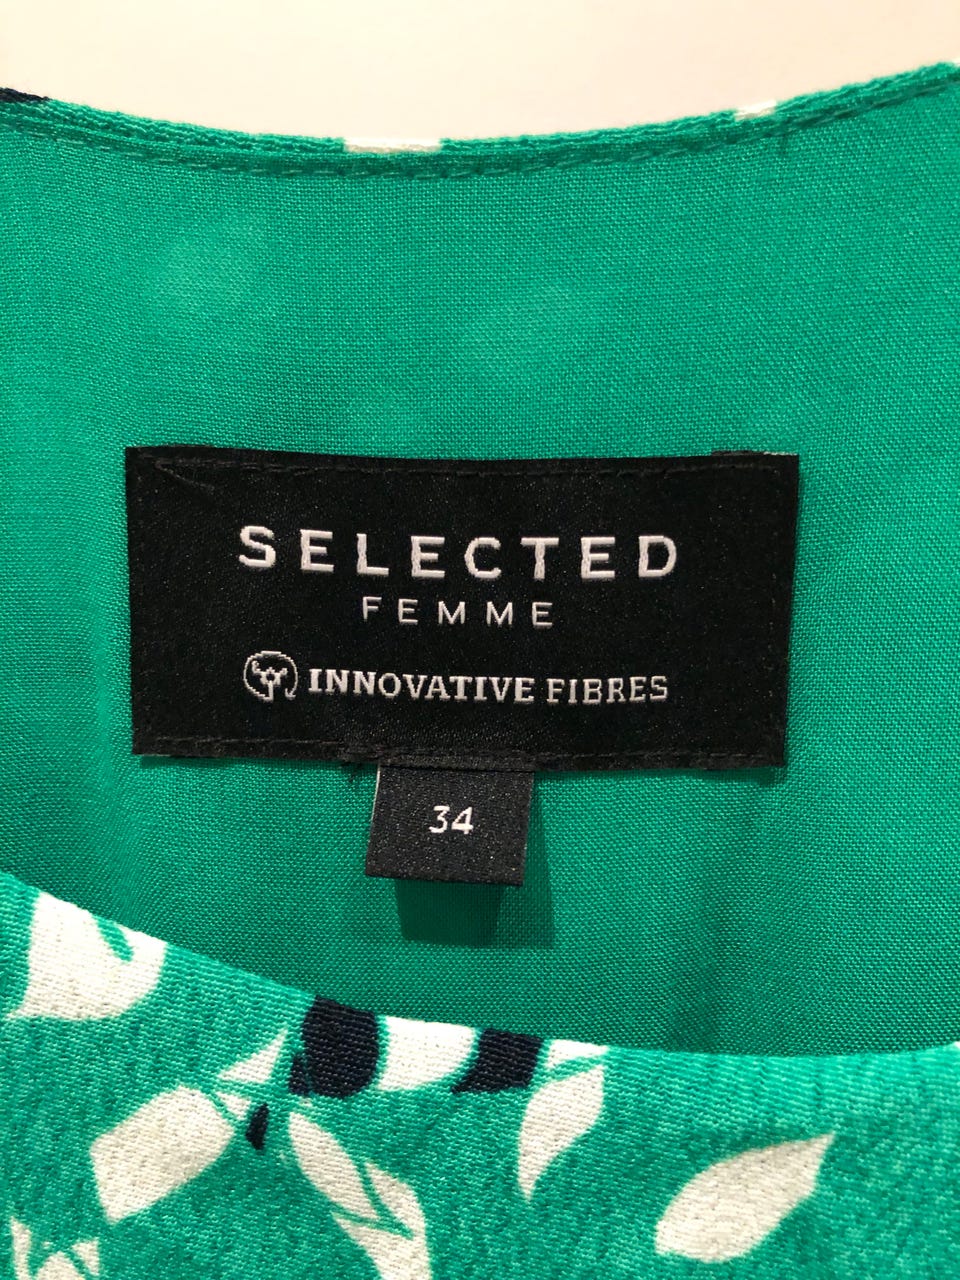 SELECTED
FEMME
INNOVATIVE FIBRES
34